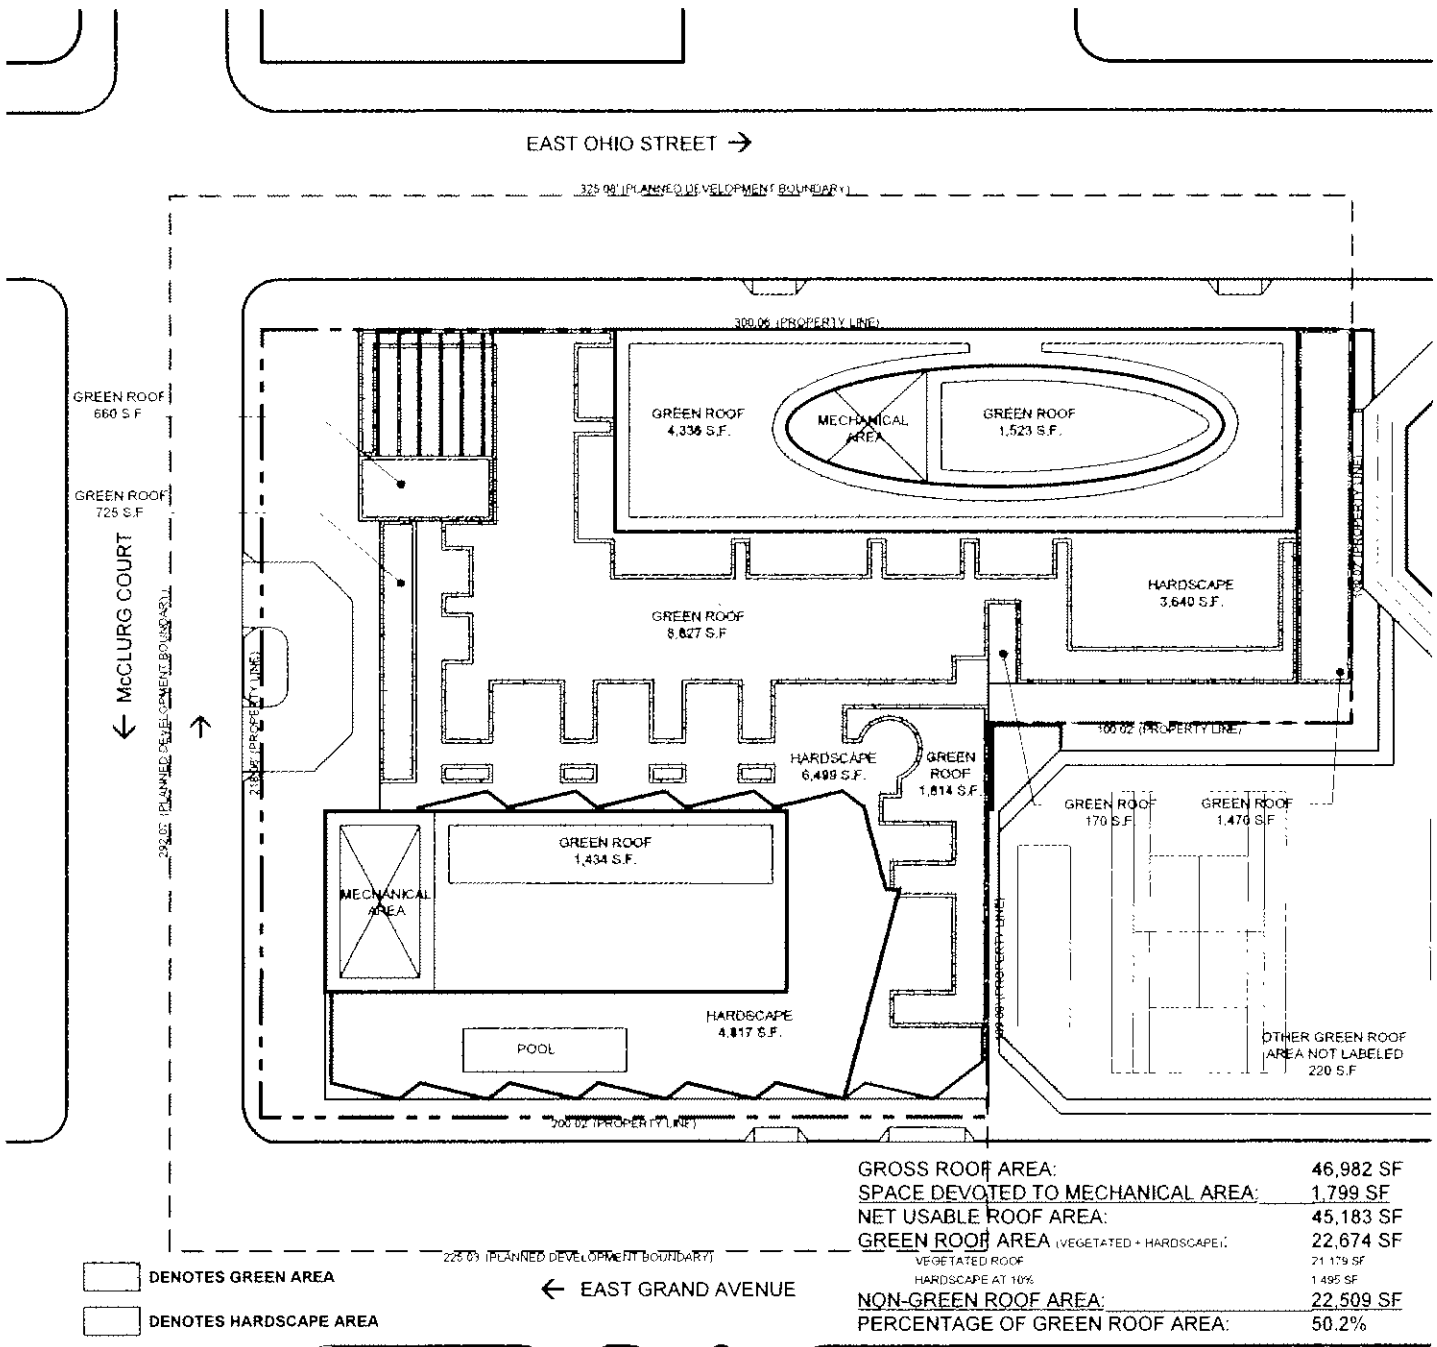 EAST OHIO STREET →
325.08' (PLANNED DEVELOPMENT BOUNDARY)
300.06 (PROPERTY LINE)
GREEN ROOF
660 S.F
GREEN ROOF
725 S.F
← McCLURG COURT
292.07 (PLANNED DEVELOPMENT BOUNDARY)
(PROPERTY LINE)
GREEN ROOF
4,336 S.F.
MECHANICAL
AREA
GREEN ROOF
1,523 S.F.
(PROPERTY LINE)
HARDSCAPE
3,640 S.F.
GREEN ROOF
8,827 S.F
100.02 (PROPERTY LINE)
HARDSCAPE
6,499 S.F.
GREEN
ROOF
1,814 S.F.
GREEN ROOF
170 S.F
GREEN ROOF
1,470 S.F.
GREEN ROOF
1,434 S.F.
MECHANICAL
AREA
(PROPERTY LINE)
HARDSCAPE
4,817 S.F.
POOL
OTHER GREEN ROOF
AREA NOT LABELED
220 S.F
200.02 (PROPERTY LINE)
GROSS ROOF AREA: 46,982 SF
SPACE DEVOTED TO MECHANICAL AREA: 1,799 SF
NET USABLE ROOF AREA: 45,183 SF
GREEN ROOF AREA (VEGETATED + HARDSCAPE): 22,674 SF
VEGETATED ROOF 21,179 SF
HARDSCAPE AT 10% 1,495 SF
NON-GREEN ROOF AREA: 22,509 SF
PERCENTAGE OF GREEN ROOF AREA: 50.2%
225.03 (PLANNED DEVELOPMENT BOUNDARY)
← EAST GRAND AVENUE
DENOTES GREEN AREA
DENOTES HARDSCAPE AREA